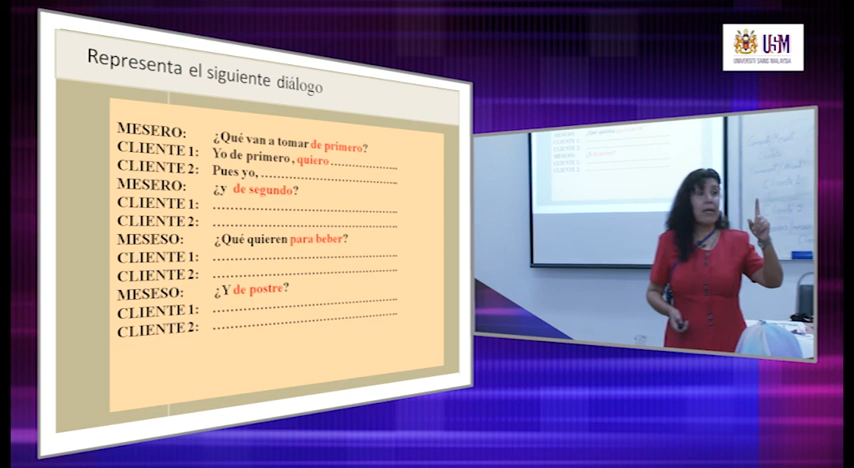 Representa el siguiente diálogo
MESERO: ¿Qué van a tomar de primero?
CLIENTE 1: Yo de primero, quiero ........................
CLIENTE 2: Pues yo, ................................................
MESERO: ¿y de segundo?
CLIENTE 1: ................................................................
CLIENTE 2: ................................................................
MESESO: ¿Qué quieren para beber?
CLIENTE 1: ................................................................
CLIENTE 2: ................................................................
MESESO: ¿Y de postre?
CLIENTE 1: ................................................................
CLIENTE 2: ................................................................
USM
UNIVERSITI SAINS MALAYSIA